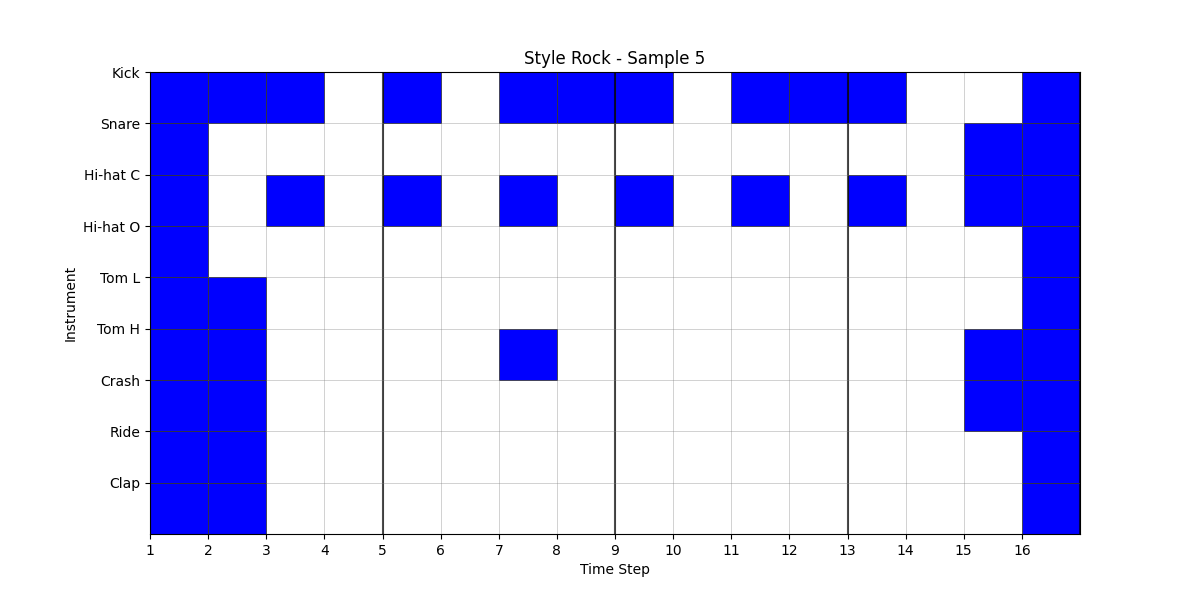 Style Rock - Sample 5
Kick
Snare
Hi-hat C
Hi-hat O
Tom L
Tom H
Crash
Ride
Clap
Instrument
1 2 3 4 5 6 7 8 9 10 11 12 13 14 15 16
Time Step